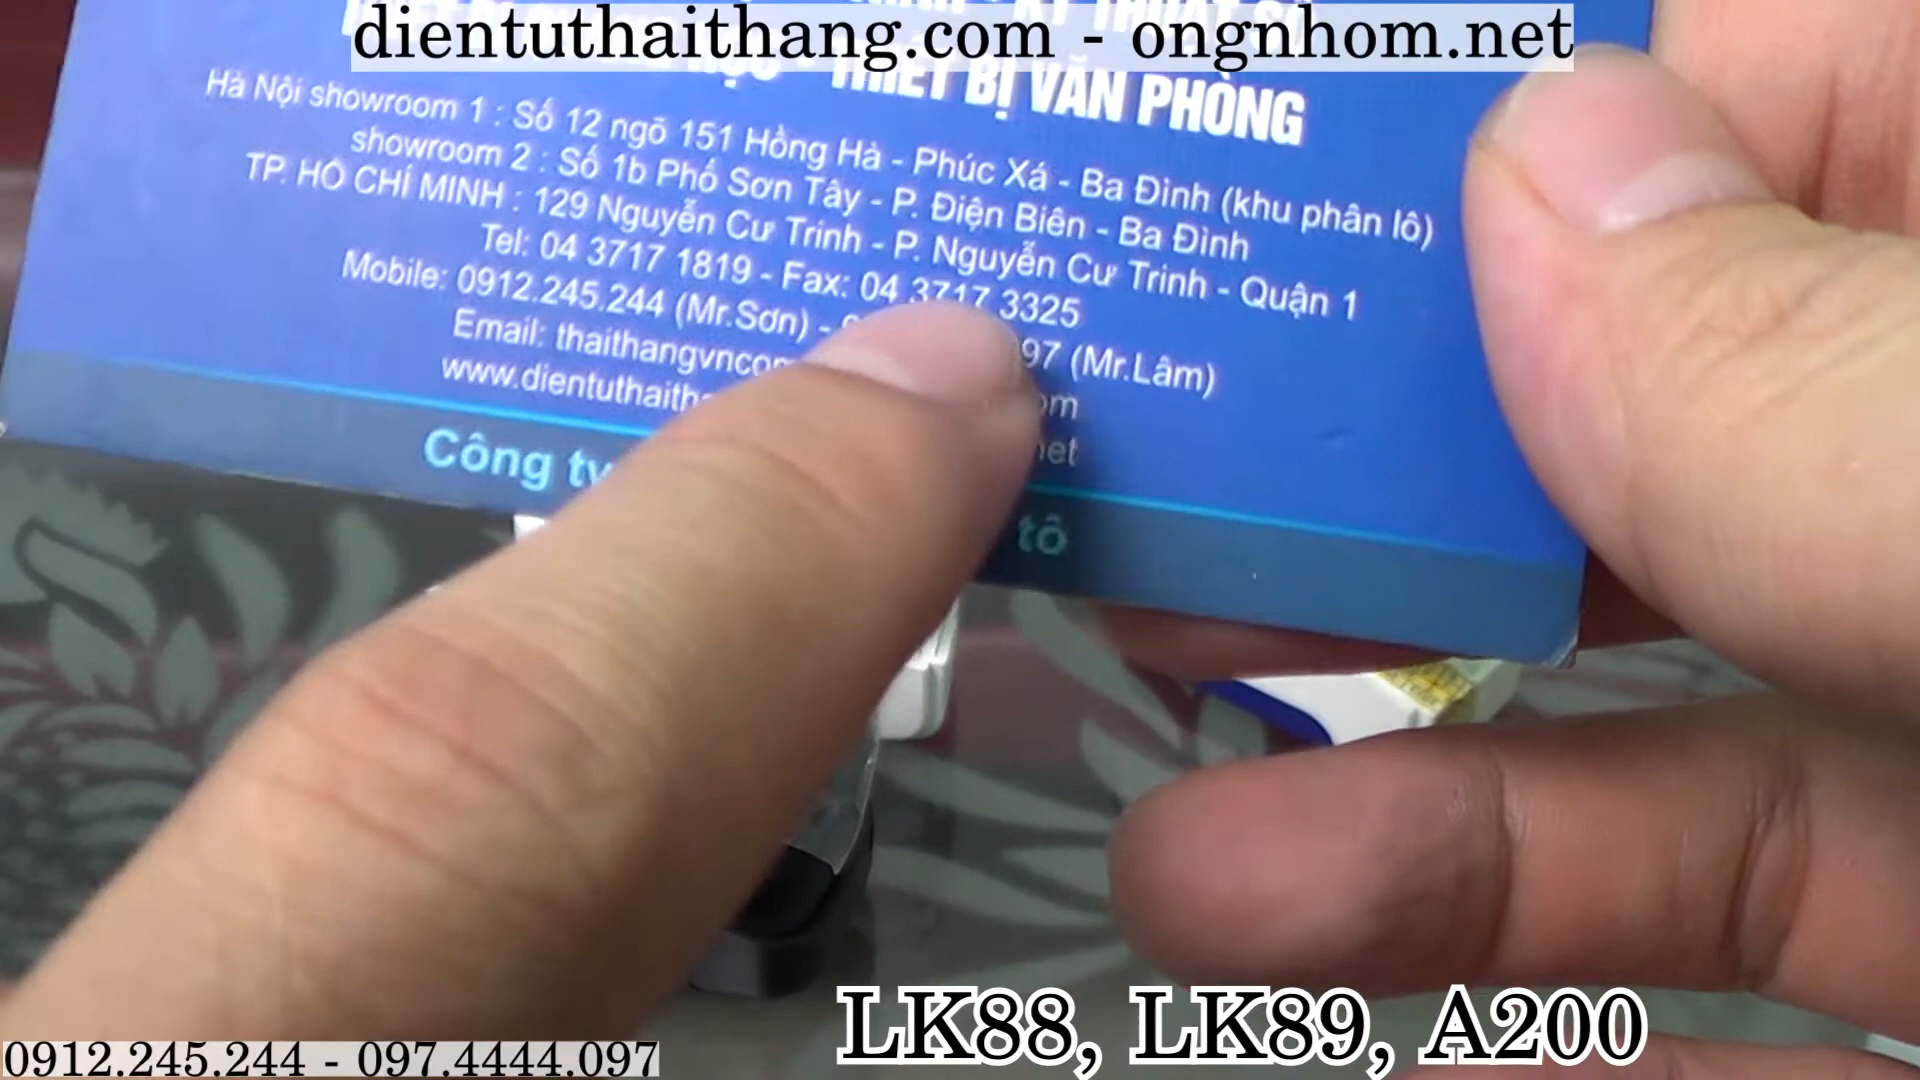 dientuthaithang.com - ongnhom.net
THIẾT BỊ VĂN PHÒNG
Hà Nội showroom 1 : Số 12 ngõ 151 Hồng Hà - Phúc Xá - Ba Đình (khu phân lô)
showroom 2 : Số 1b Phố Sơn Tây - P. Điện Biên - Ba Đình
TP. HỒ CHÍ MINH : 129 Nguyễn Cư Trinh - P. Nguyễn Cư Trinh - Quận 1
Tel: 04 3717 1819 - Fax: 04 3717 3325
Mobile: 0912.245.244 (Mr.Sơn) - 97 (Mr.Lâm)
Email: thaithangvncom
www.dientuthaith net
Công ty tô
LK88, LK89, A200
0912.245.244 - 097.4444.097